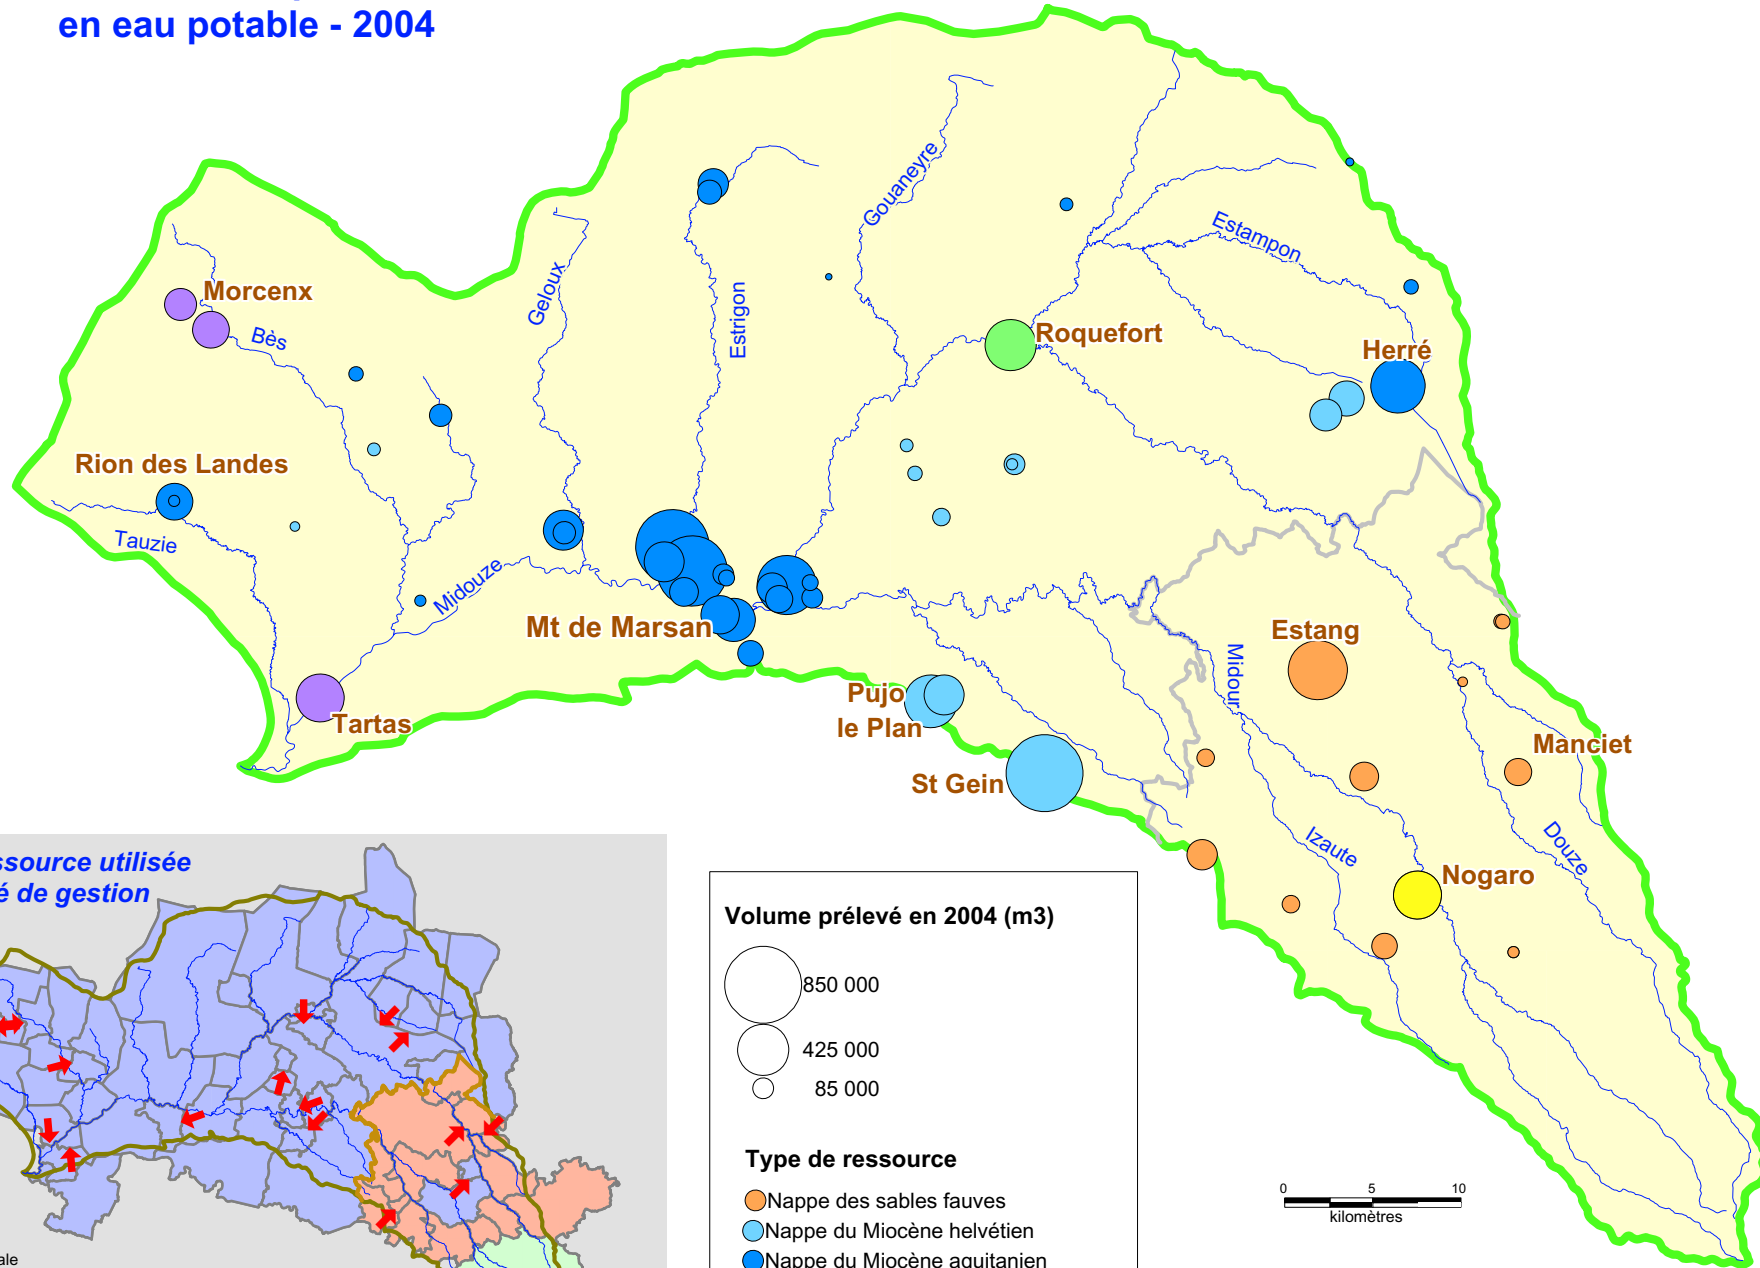 en eau potable - 2004
Gouaneyre
Estampon
Morcenx
Geloux
Estrigon
Bès
Roquefort
Herré
Rion des Landes
Tauzie
Midouze
Mt de Marsan
Estang
Midour
Pujo
le Plan
Tartas
Manciet
St Gein
Izaute
Douze
Nogaro
ssource utilisée
é de gestion
ale
Volume prélevé en 2004 (m3)
850 000
425 000
85 000
Type de ressource
Nappe des sables fauves
Nappe du Miocène helvétien
Nappe du Miocène aquitanien
0 5 10
kilomètres